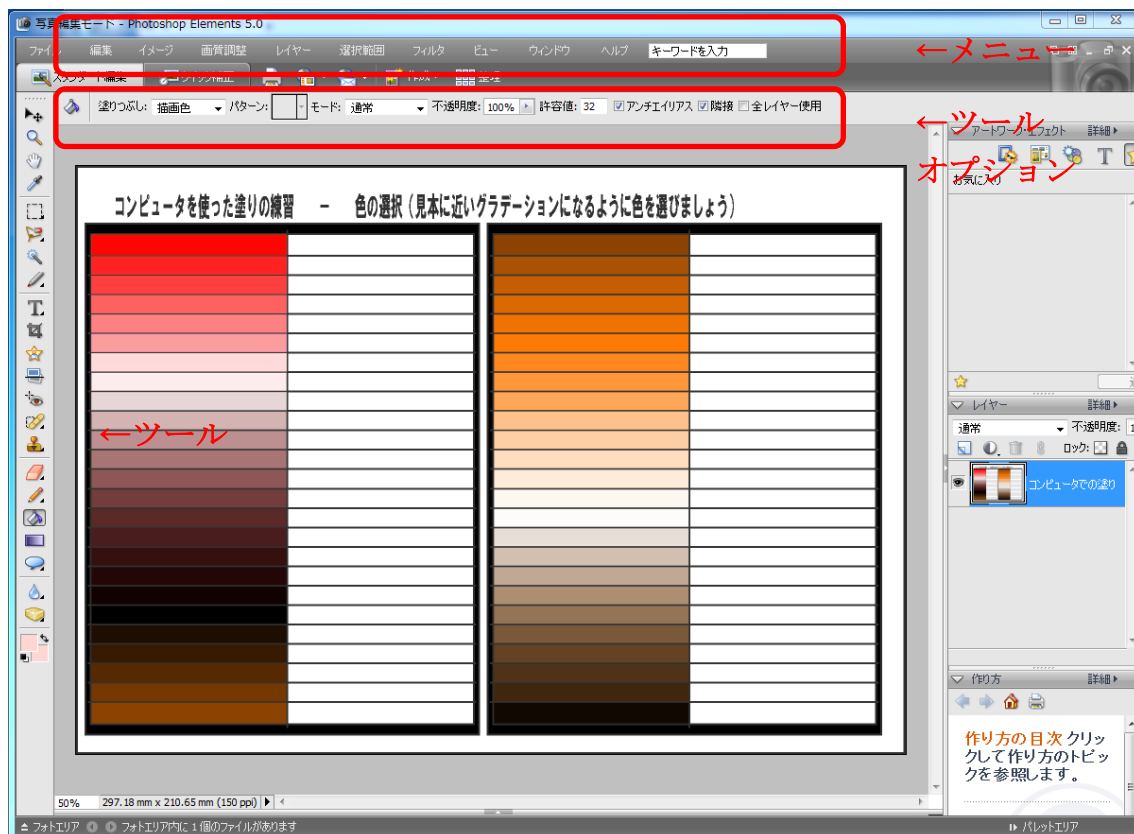 写真編集モード - Photoshop Elements 5.0
ファイル 編集 イメージ 画質調整 レイヤー 選択範囲 フィルタ ビュー ウィンドウ ヘルプ キーワードを入力
←メニュー
整理
塗りつぶし: 描画色 パターン: モード: 通常 不透明度: 100% 許容値: 32 アンチエイリアス 隣接 全レイヤー使用
←ツール
オプション
アートワーク・エフェクト 詳細
お気に入り
コンピュータを使った塗りの練習 － 色の選択（見本に近いグラデーションになるように色を選びましょう）
←ツール
レイヤー 詳細
通常 不透明度:
ロック:
コンピュータでの塗り
作り方 詳細
作り方の目次 クリッ
クして作り方のトピッ
クを参照します。
50% 297.18 mm x 210.65 mm (150 ppi)
フォトエリア フォトエリア内に 1 個のファイルがあります パレットエリア